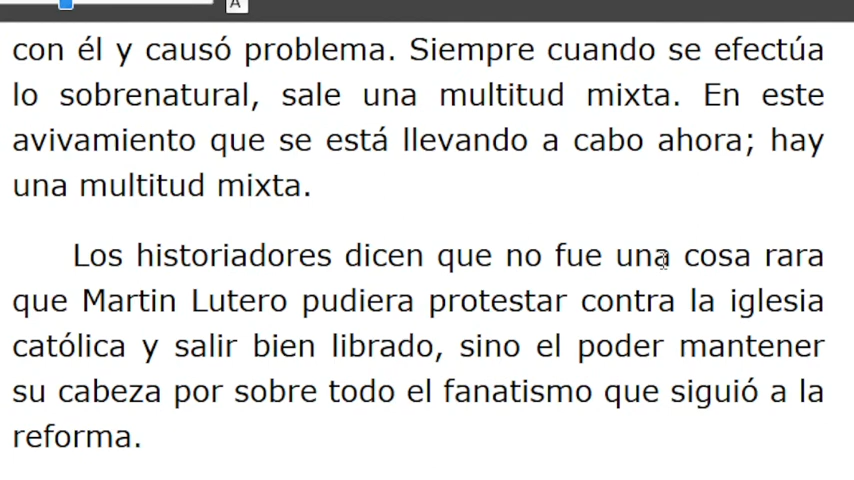 A
con él y causó problema. Siempre cuando se efectúa
lo sobrenatural, sale una multitud mixta. En este
avivamiento que se está llevando a cabo ahora; hay
una multitud mixta.
Los historiadores dicen que no fue una cosa rara
que Martin Lutero pudiera protestar contra la iglesia
católica y salir bien librado, sino el poder mantener
su cabeza por sobre todo el fanatismo que siguió a la
reforma.